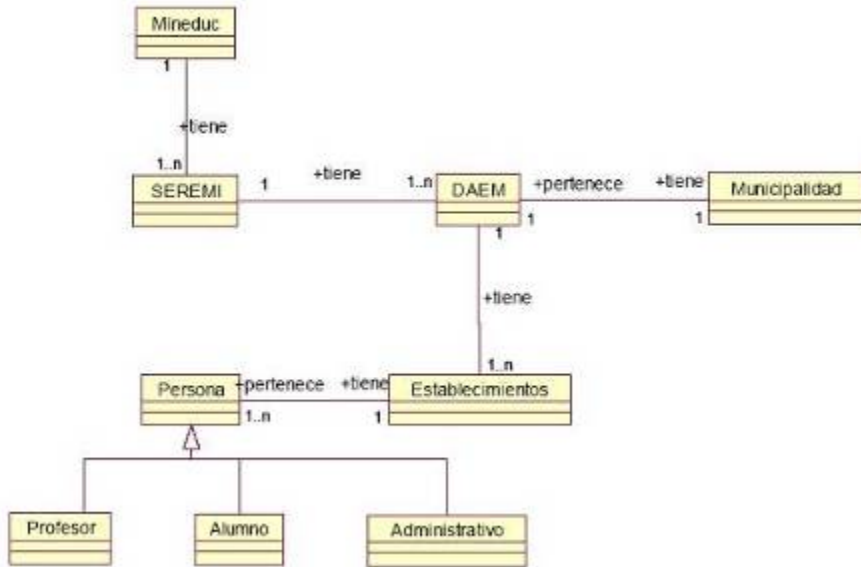 Mineduc
1
+tiene
1..n
SEREMI
1
+tiene
1..n
DAEM
+pertenece
+tiene
Municipalidad
1
1
1
+tiene
1..n
Persona
+pertenece
+tiene
Establecimientos
1..n
1
Profesor
Alumno
Administrativo